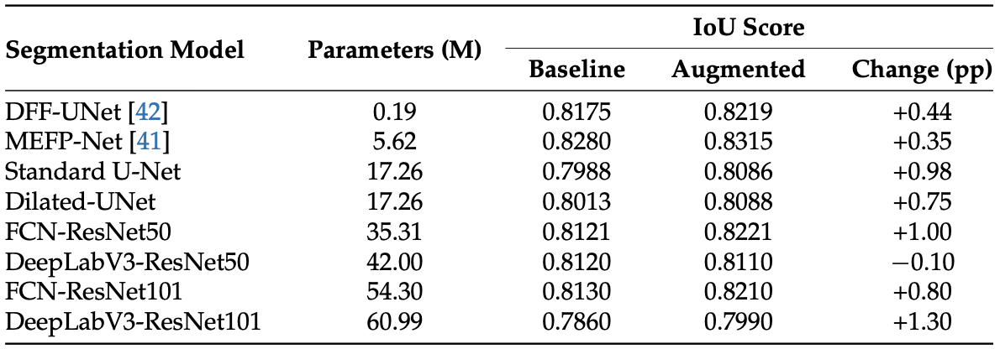 Segmentation Model Parameters (M) IoU Score
Baseline Augmented Change (pp)
DFF-UNet [42] 0.19 0.8175 0.8219 +0.44
MEFP-Net [41] 5.62 0.8280 0.8315 +0.35
Standard U-Net 17.26 0.7988 0.8086 +0.98
Dilated-UNet 17.26 0.8013 0.8088 +0.75
FCN-ResNet50 35.31 0.8121 0.8221 +1.00
DeepLabV3-ResNet50 42.00 0.8120 0.8110 −0.10
FCN-ResNet101 54.30 0.8130 0.8210 +0.80
DeepLabV3-ResNet101 60.99 0.7860 0.7990 +1.30